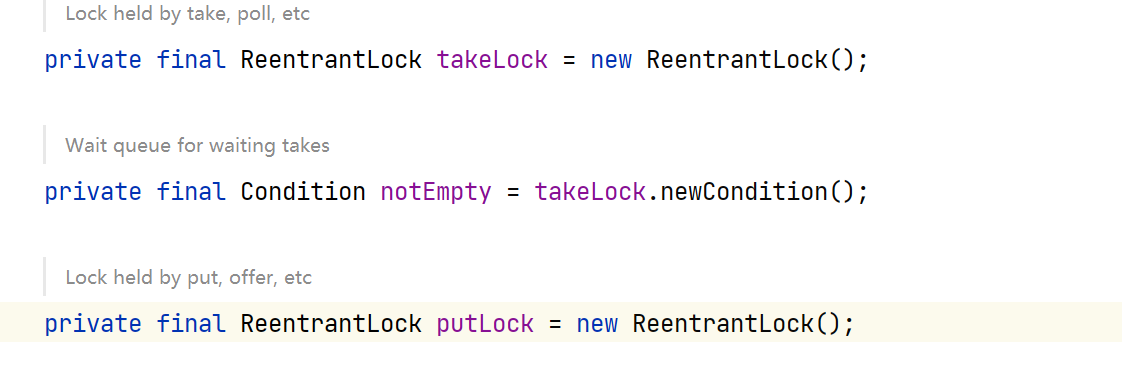 Lock held by take, poll, etc
private final ReentrantLock takeLock = new ReentrantLock();
Wait queue for waiting takes
private final Condition notEmpty = takeLock.newCondition();
Lock held by put, offer, etc
private final ReentrantLock putLock = new ReentrantLock();